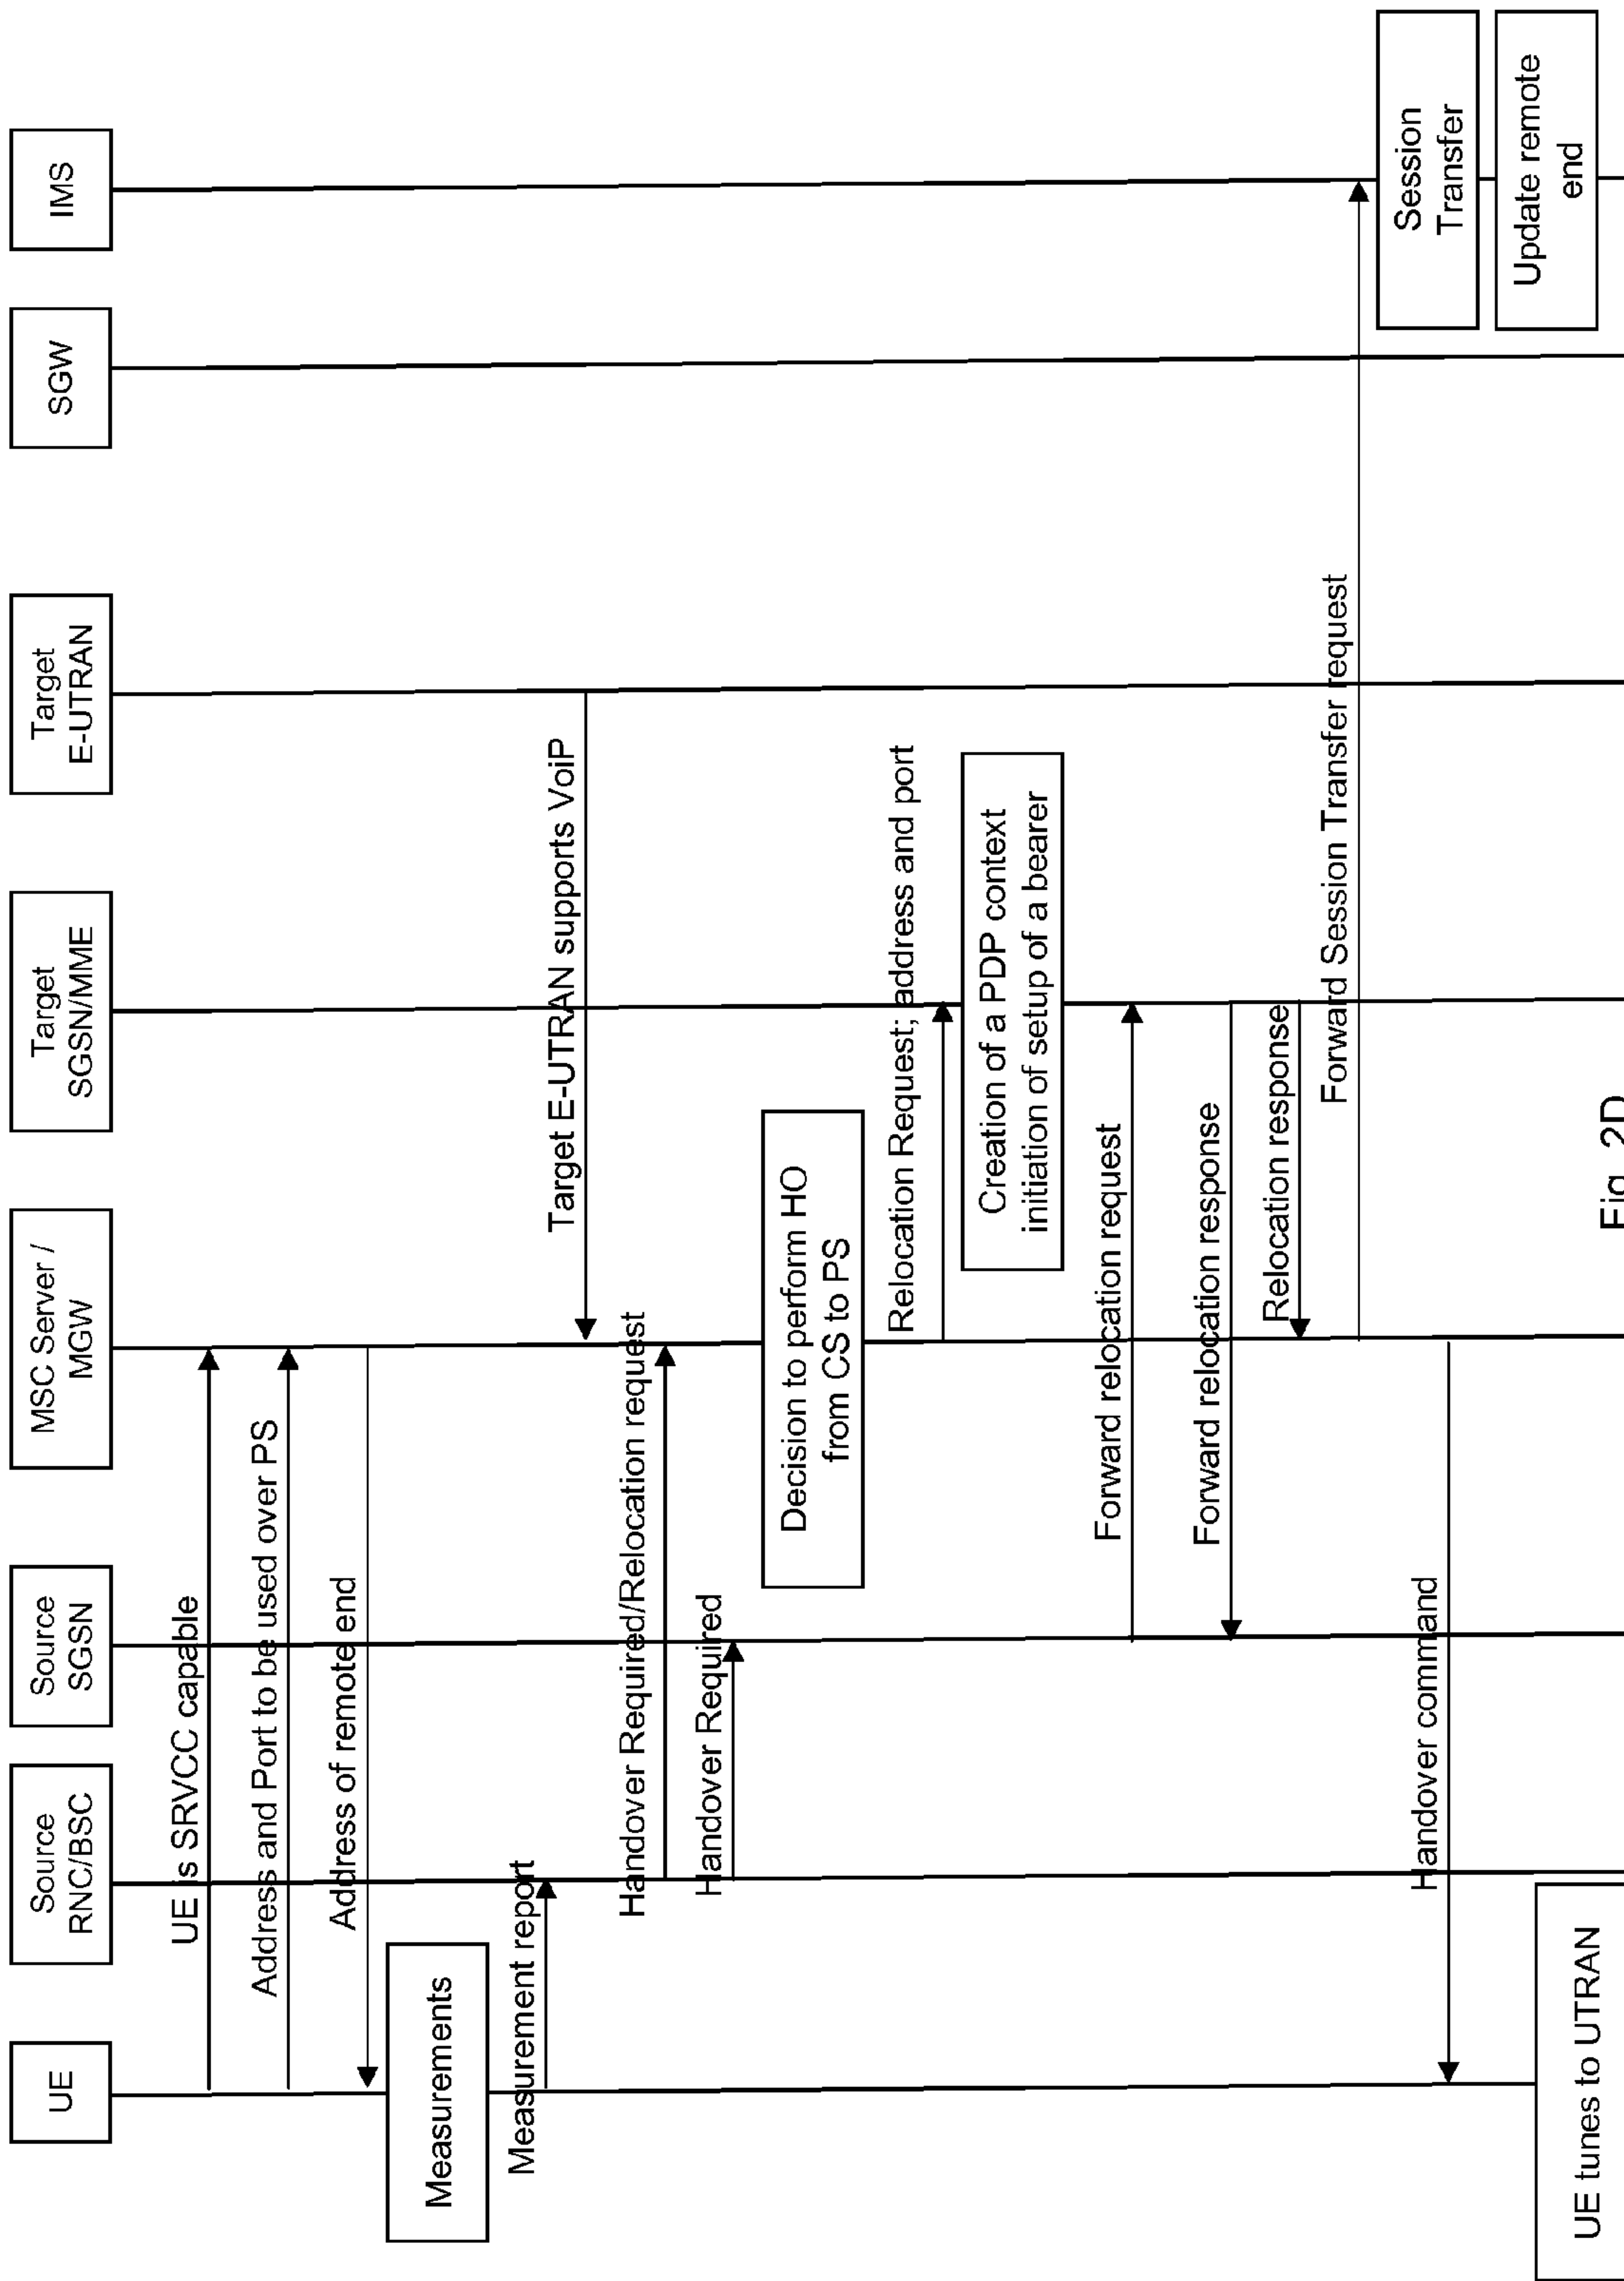 UE
Source
RNC/BSC
Source
SGSN
MSC Server /
MGW
Target
SGSN/MME
Target
E-UTRAN
SGW
IMS
UE is SRVCC capable
Address and Port to be used over PS
Address of remote end
Measurements
Measurement report
Target E-UTRAN supports VoiP
Handover Required/Relocation request
Handover Required
Decision to perform HO
from CS to PS
Relocation Request; address and port
Creation of a PDP context
initiation of setup of a bearer
Forward relocation request
Forward relocation response
Relocation response
Forward Session Transfer request
Session
Transfer
Handover command
Update remote
end
UE tunes to UTRAN
Fig. 2D